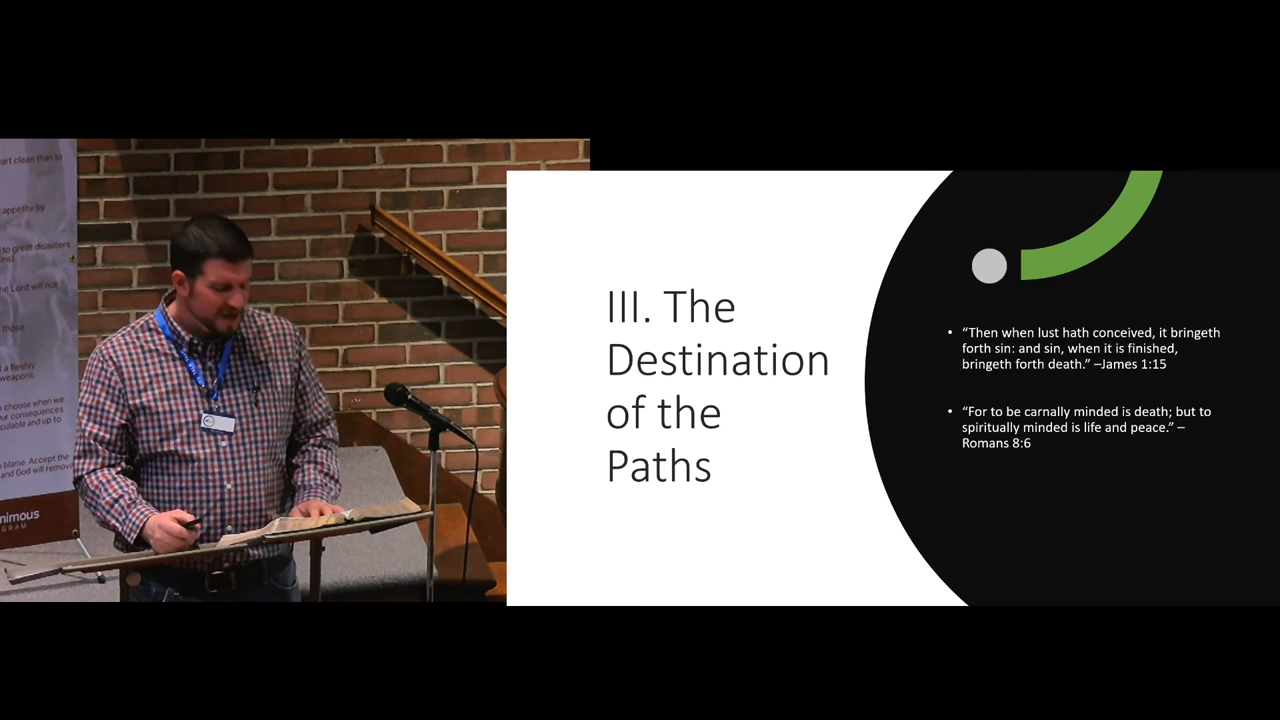 art clean than to
appetite by
to great disasters
inst.
he Lord will not
those
t a fleshly
weapons.
choose when we
ur consequences
culable and up to
blame. Accept the
and God will remove
nimous
GRAM
III. The
Destination
of the
Paths
• “Then when lust hath conceived, it bringeth
forth sin: and sin, when it is finished,
bringeth forth death.” –James 1:15
• “For to be carnally minded is death; but to
spiritually minded is life and peace.” –
Romans 8:6